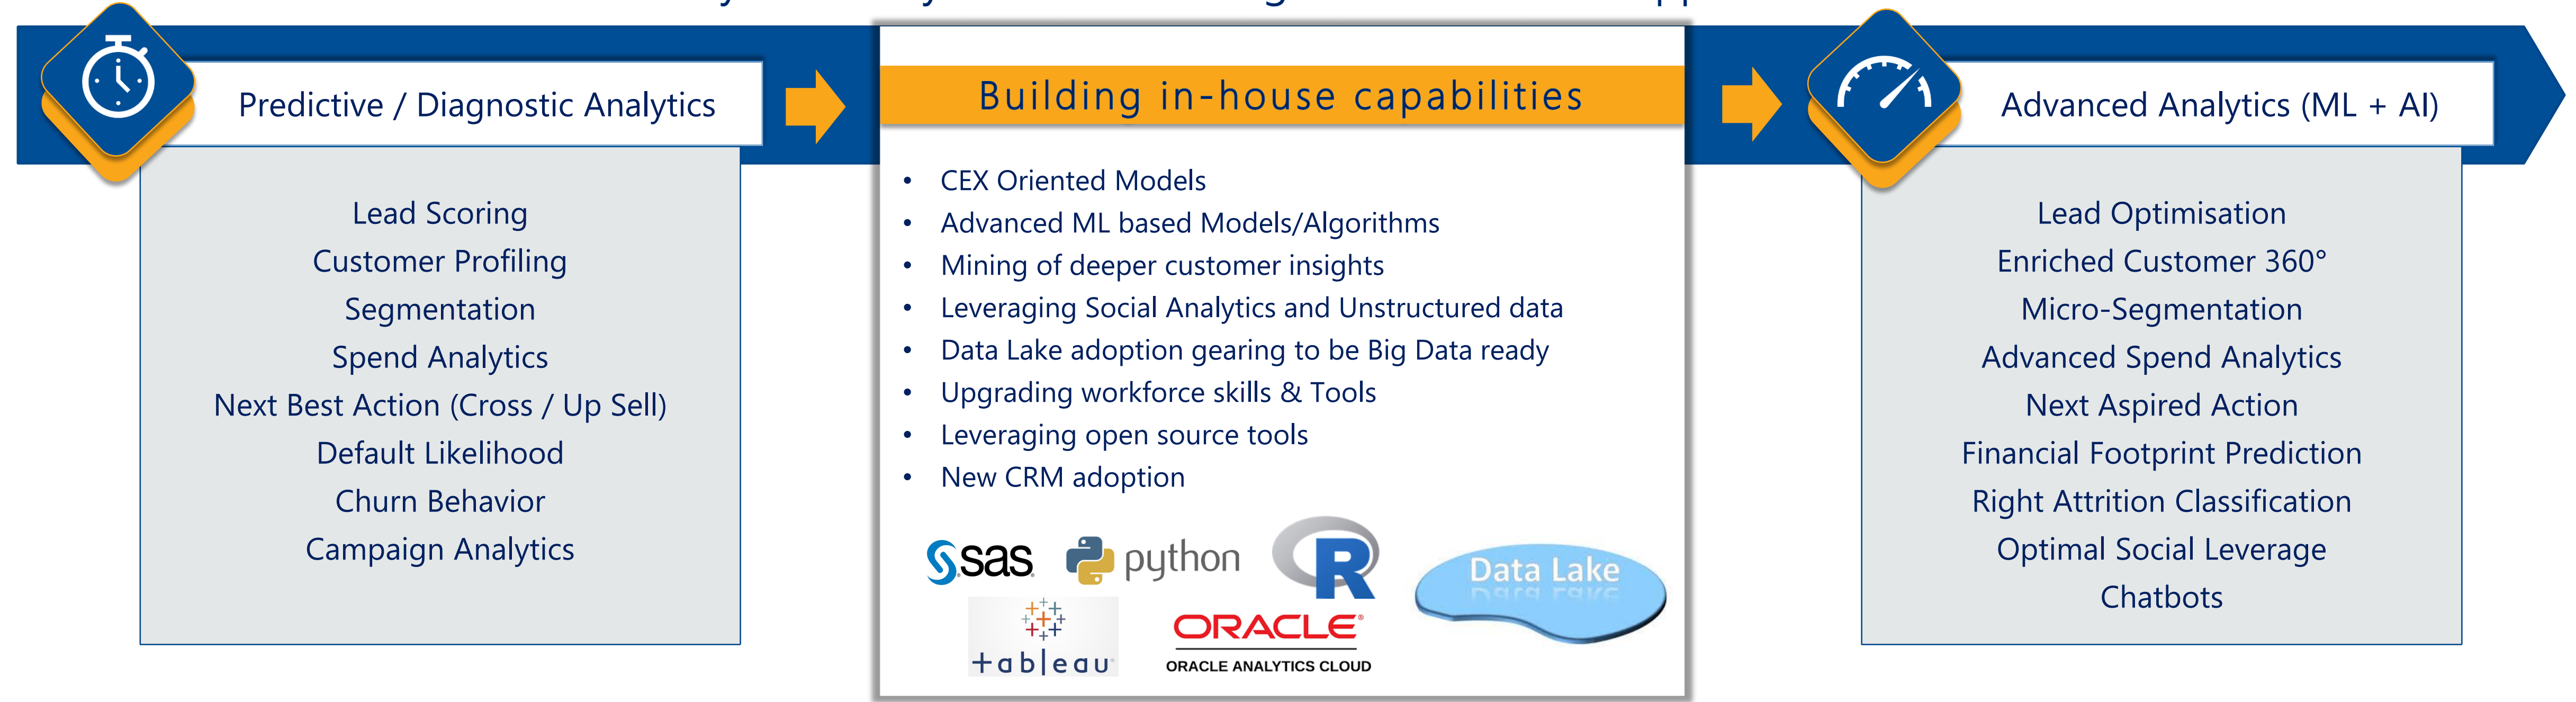 Predictive / Diagnostic Analytics
Lead Scoring
Customer Profiling
Segmentation
Spend Analytics
Next Best Action (Cross / Up Sell)
Default Likelihood
Churn Behavior
Campaign Analytics
Building in-house capabilities
• CEX Oriented Models
• Advanced ML based Models/Algorithms
• Mining of deeper customer insights
• Leveraging Social Analytics and Unstructured data
• Data Lake adoption gearing to be Big Data ready
• Upgrading workforce skills & Tools
• Leveraging open source tools
• New CRM adoption
sas
python
R
Data Lake
+ableau
ORACLE®
ORACLE ANALYTICS CLOUD
Advanced Analytics (ML + AI)
Lead Optimisation
Enriched Customer 360°
Micro-Segmentation
Advanced Spend Analytics
Next Aspired Action
Financial Footprint Prediction
Right Attrition Classification
Optimal Social Leverage
Chatbots